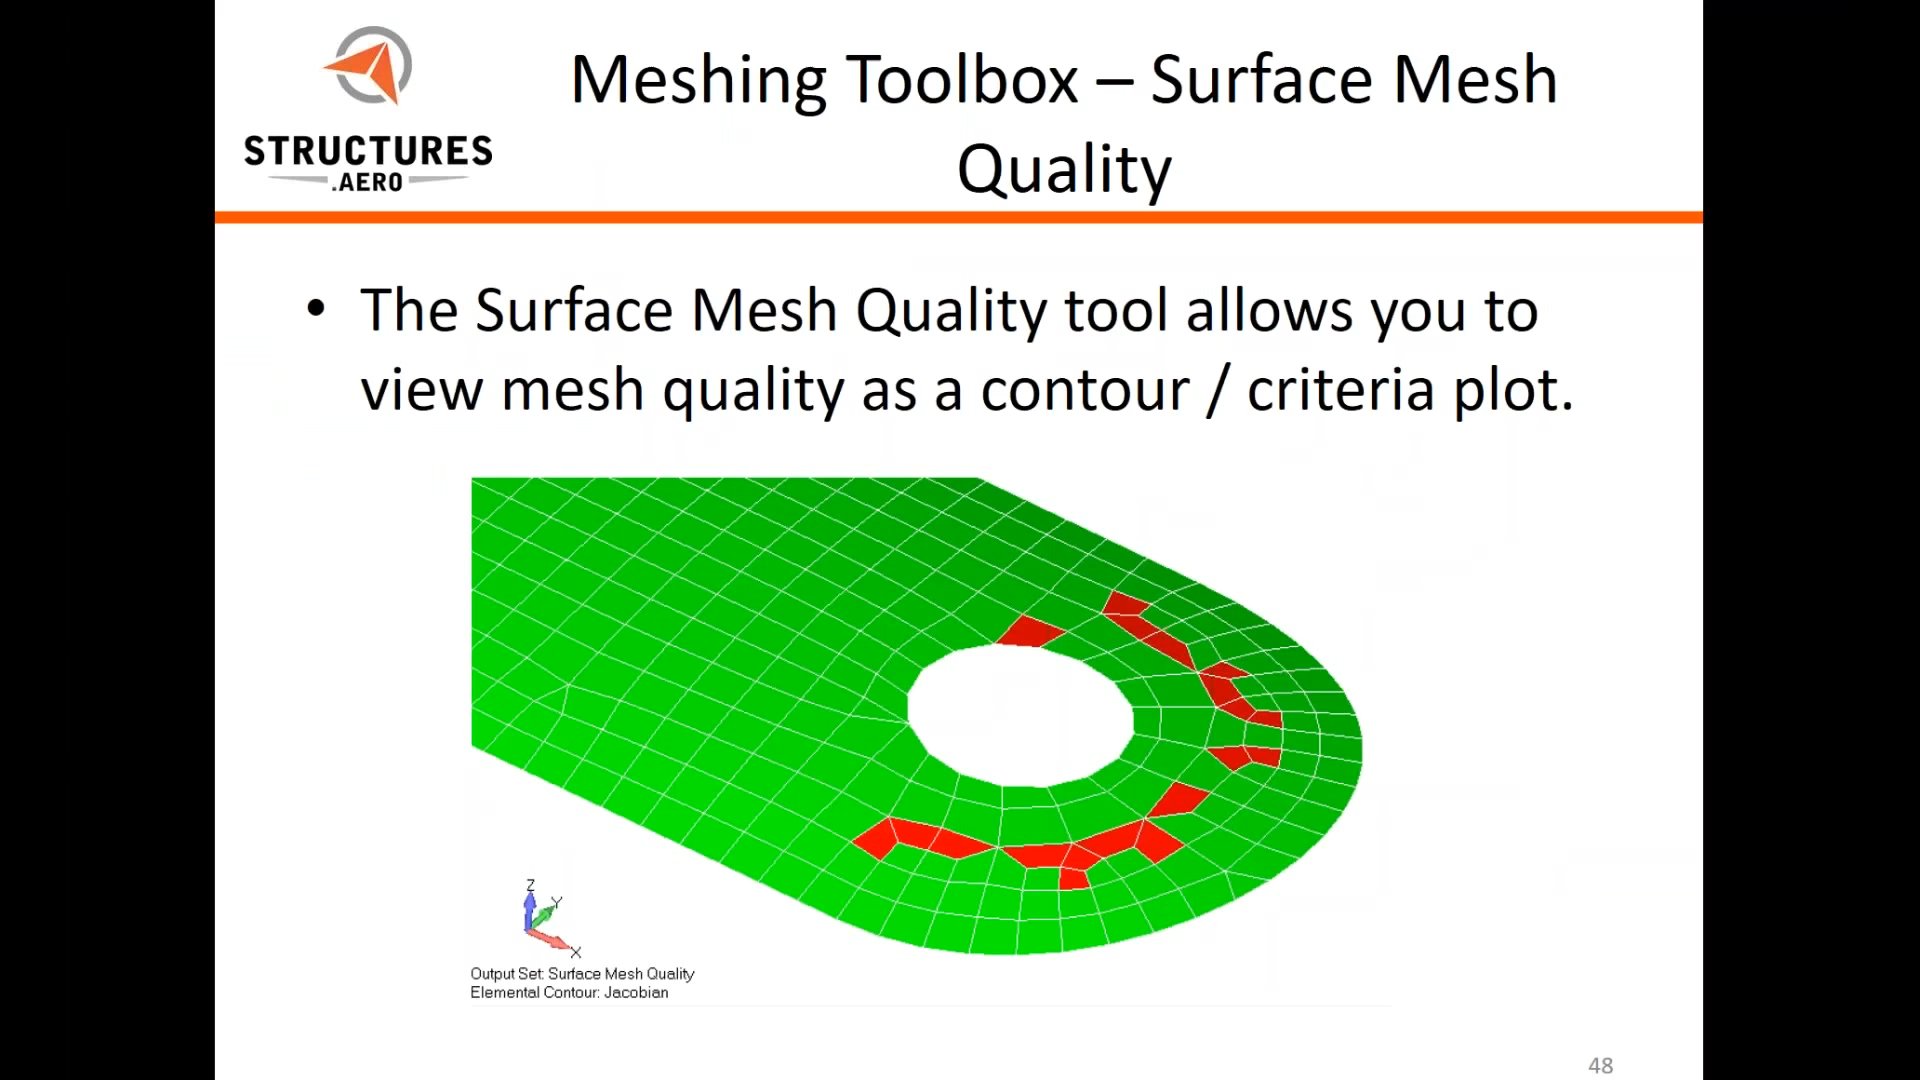 STRUCTURES
.AERO
Meshing Toolbox – Surface Mesh
Quality
• The Surface Mesh Quality tool allows you to
view mesh quality as a contour / criteria plot.
Z
Y
X
Output Set: Surface Mesh Quality
Elemental Contour: Jacobian
48